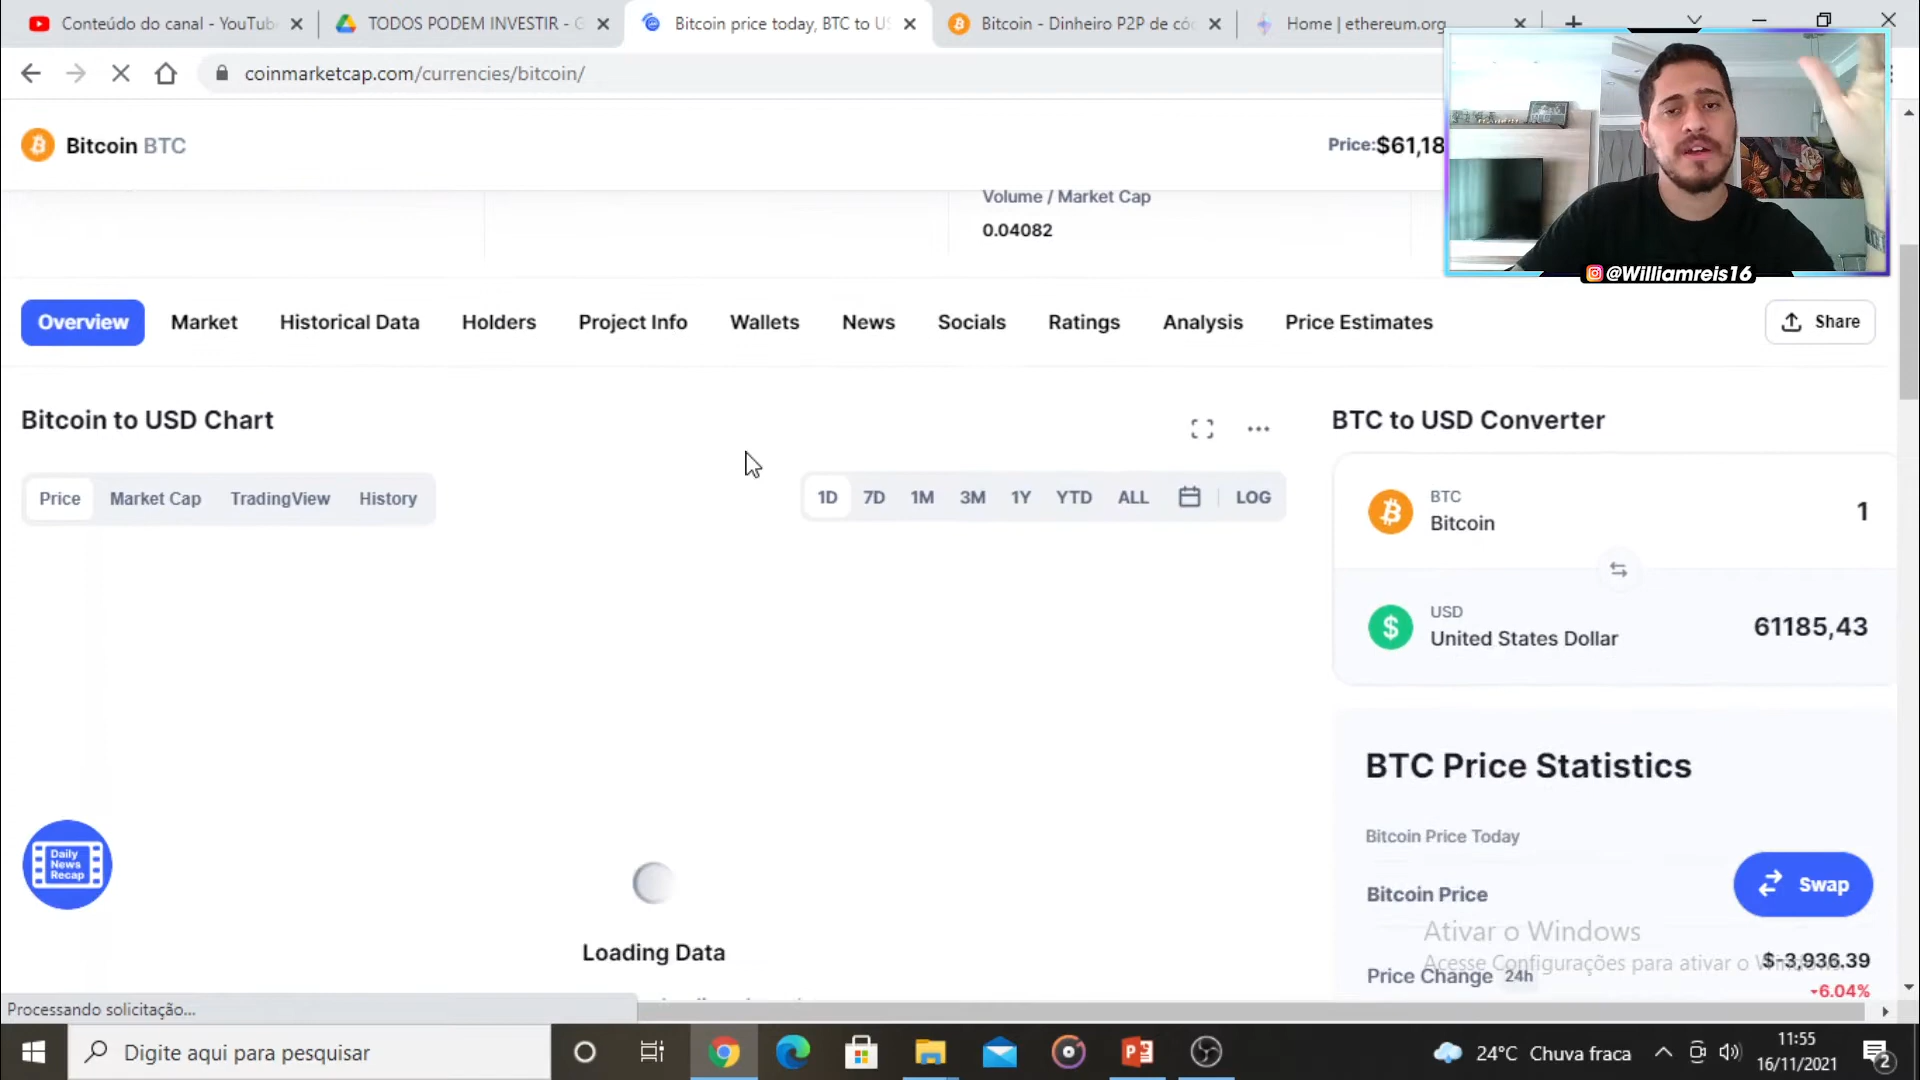 Conteúdo do canal - YouTub
TODOS PODEM INVESTIR - G
Bitcoin price today, BTC to US
Bitcoin - Dinheiro P2P de có
Home | ethereum.org
coinmarketcap.com/currencies/bitcoin/
Bitcoin BTC
Price:$61,18
@Williamreis16
Volume / Market Cap
0.04082
Overview
Market
Historical Data
Holders
Project Info
Wallets
News
Socials
Ratings
Analysis
Price Estimates
Share
Bitcoin to USD Chart
BTC to USD Converter
Price
Market Cap
TradingView
History
1D
7D
1M
3M
1Y
YTD
ALL
LOG
BTC
Bitcoin
1
USD
United States Dollar
61185,43
BTC Price Statistics
Bitcoin Price Today
Daily
News
Recap
Bitcoin Price
Swap
Ativar o Windows
Acesse Configurações para ativar o Windows.
Loading Data
Price Change 24h
$-3,936.39
-6.04%
Processando solicitação...
Digite aqui para pesquisar
24°C Chuva fraca
11:55
16/11/2021
2